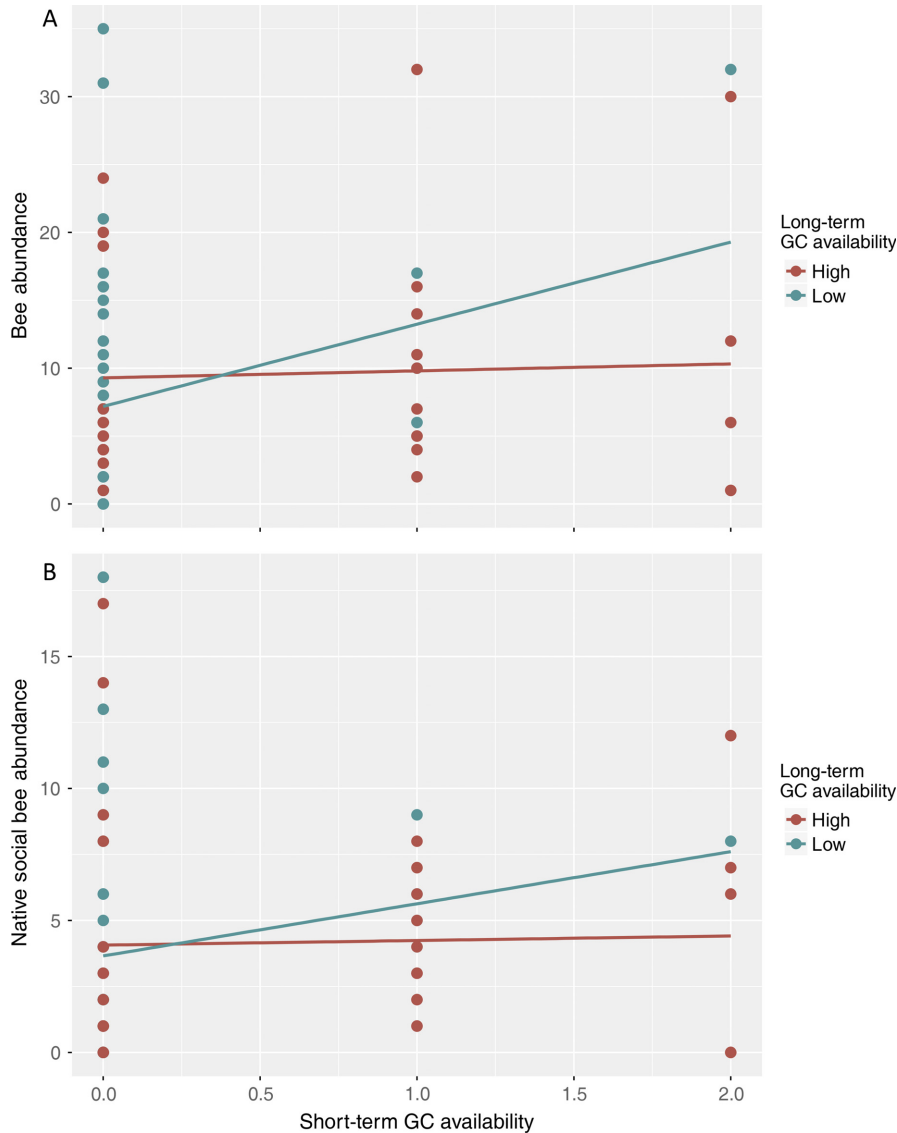 A
30
20
10
0
Bee abundance
Long-term
GC availability
High
Low
B
15
10
5
0
Native social bee abundance
Long-term
GC availability
High
Low
0.0 0.5 1.0 1.5 2.0
Short-term GC availability